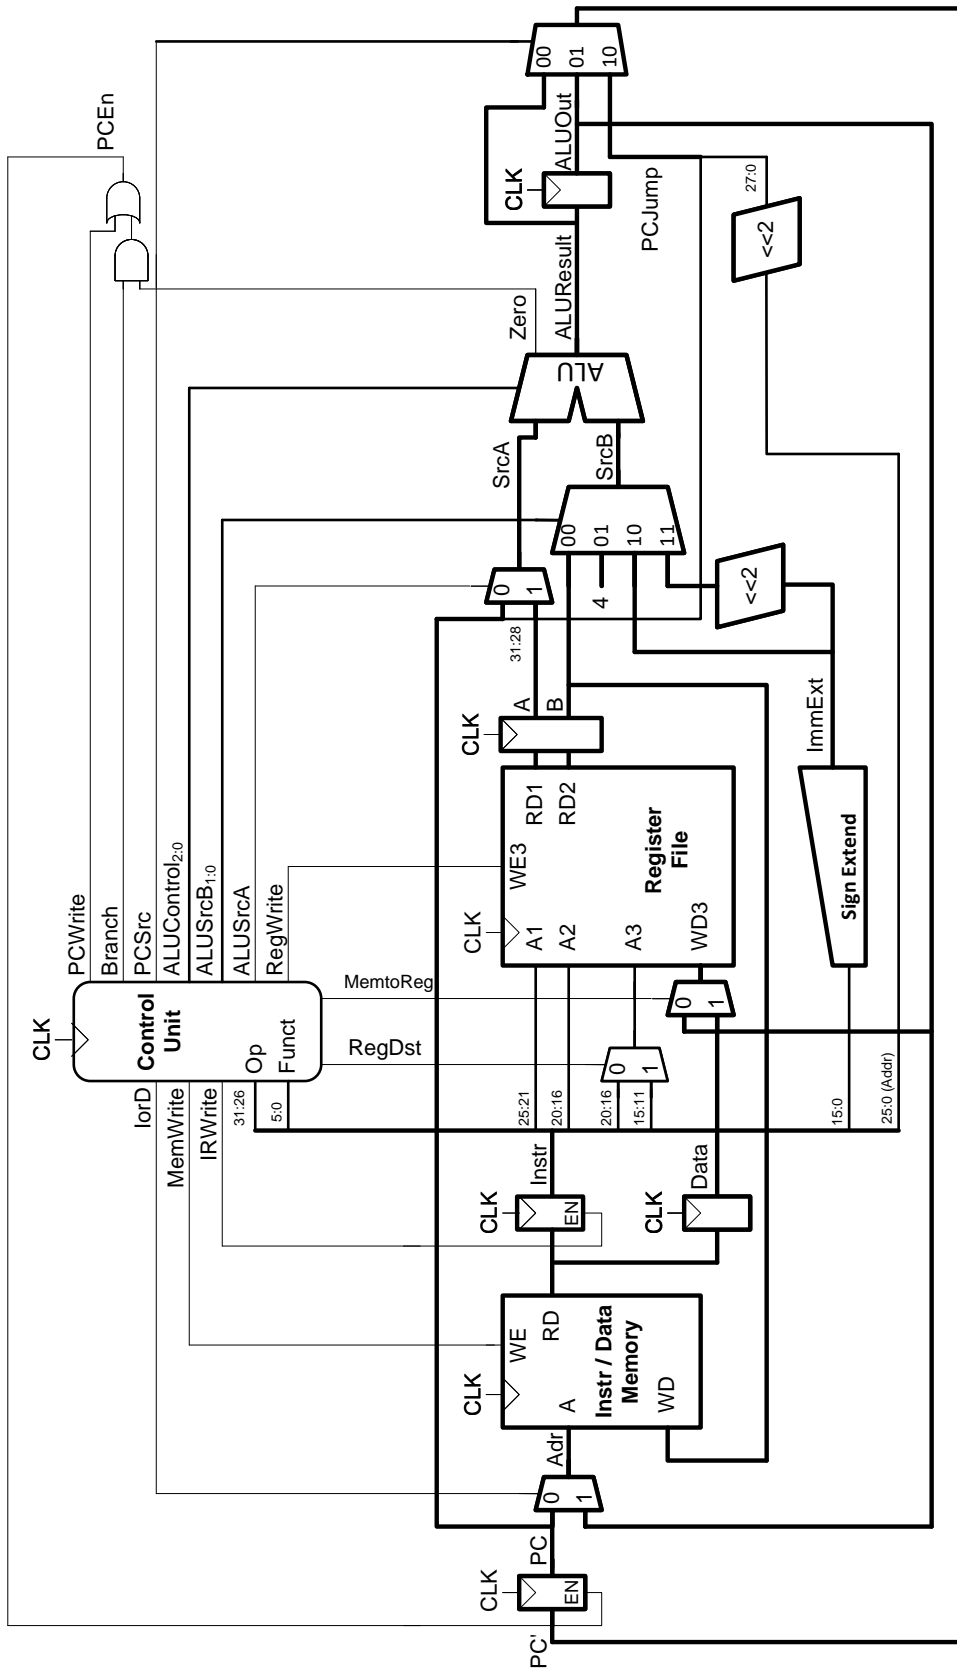 CLK
PCWrite
Branch
PCSrc
ALUControl2:0
ALUSrcB1:0
ALUSrcA
RegWrite
Control
Unit
Op
Funct
IorD
MemWrite
IRWrite
31:26
5:0
MemtoReg
RegDst
PCEn
PC'
CLK
EN
PC
0
1
Adr
CLK
WE
A
RD
Instr / Data
Memory
WD
CLK
EN
Instr
CLK
Data
25:21
20:16
20:16
15:11
15:0
25:0 (Addr)
0
1
0
1
CLK
WE3
A1
RD1
A2
RD2
A3
Register
File
WD3
Sign Extend
ImmExt
CLK
A
B
31:28
0
1
4
00
01
10
11
<<2
SrcA
SrcB
ALU
Zero
ALUResult
CLK
ALUOut
PCJump
<<2
27:0
00
01
10